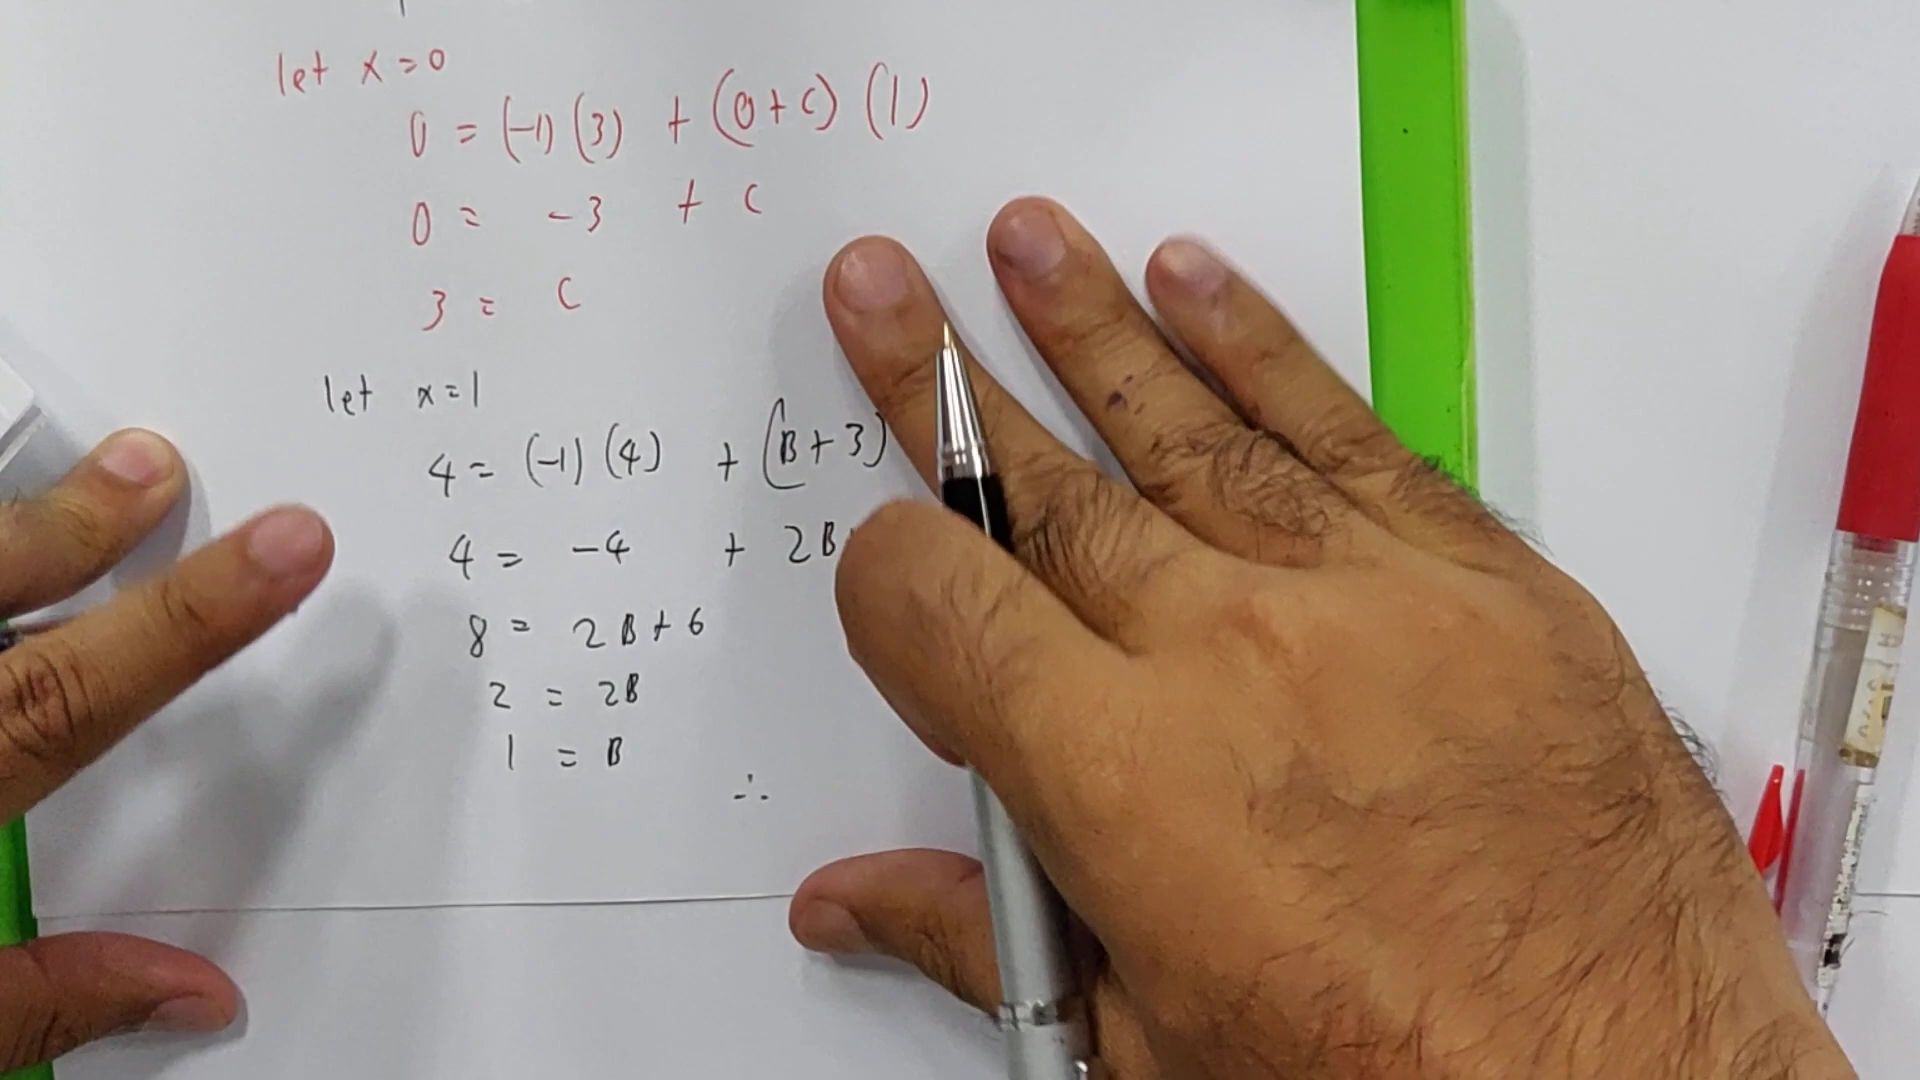 let x=0
0 = (-1) (3) + (0+C) (1)
0 = -3 + C
3 = C
let x=1
4 = (-1) (4) + (B+3)
4 = -4 + 2B
8 = 2B+6
2 = 2B
1 = B
∴